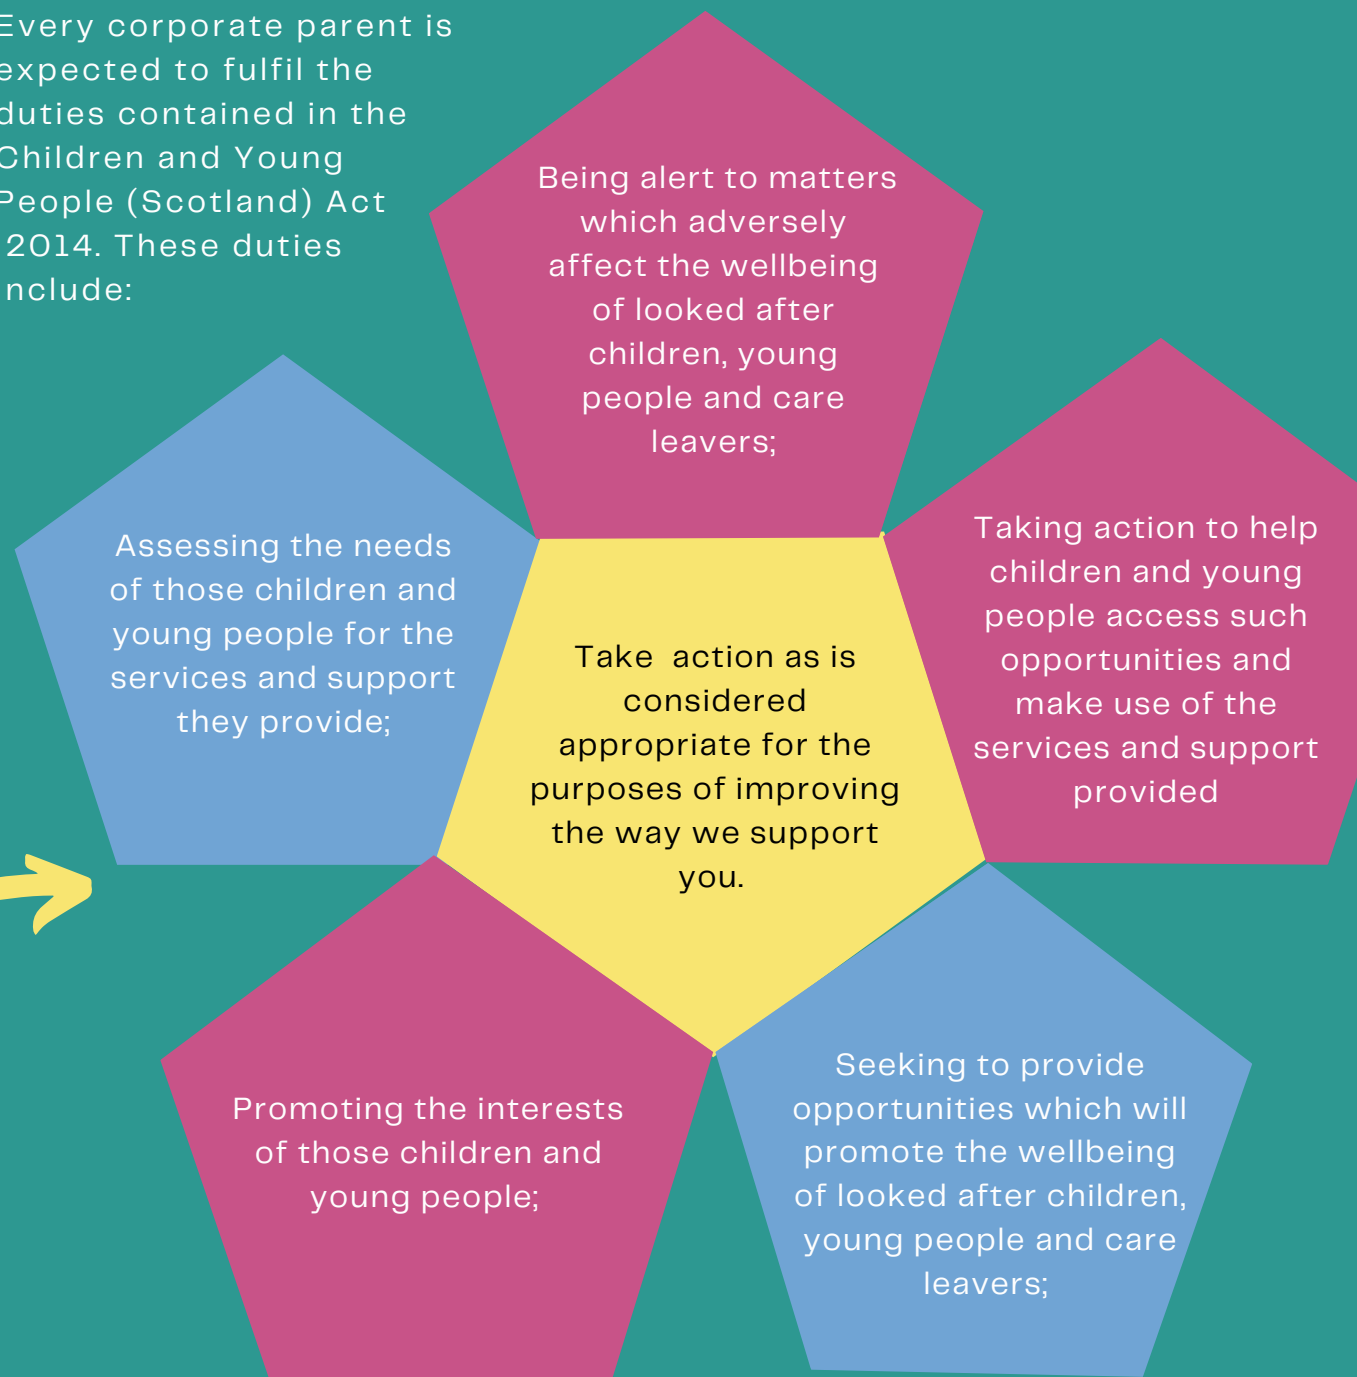 Every corporate parent is
expected to fulfil the
duties contained in the
Children and Young
People (Scotland) Act
2014. These duties
include:
Being alert to matters
which adversely
affect the wellbeing
of looked after
children, young
people and care
leavers;
Assessing the needs
of those children and
young people for the
services and support
they provide;
Take action as is
considered
appropriate for the
purposes of improving
the way we support
you.
Taking action to help
children and young
people access such
opportunities and
make use of the
services and support
provided
Promoting the interests
of those children and
young people;
Seeking to provide
opportunities which will
promote the wellbeing
of looked after children,
young people and care
leavers;